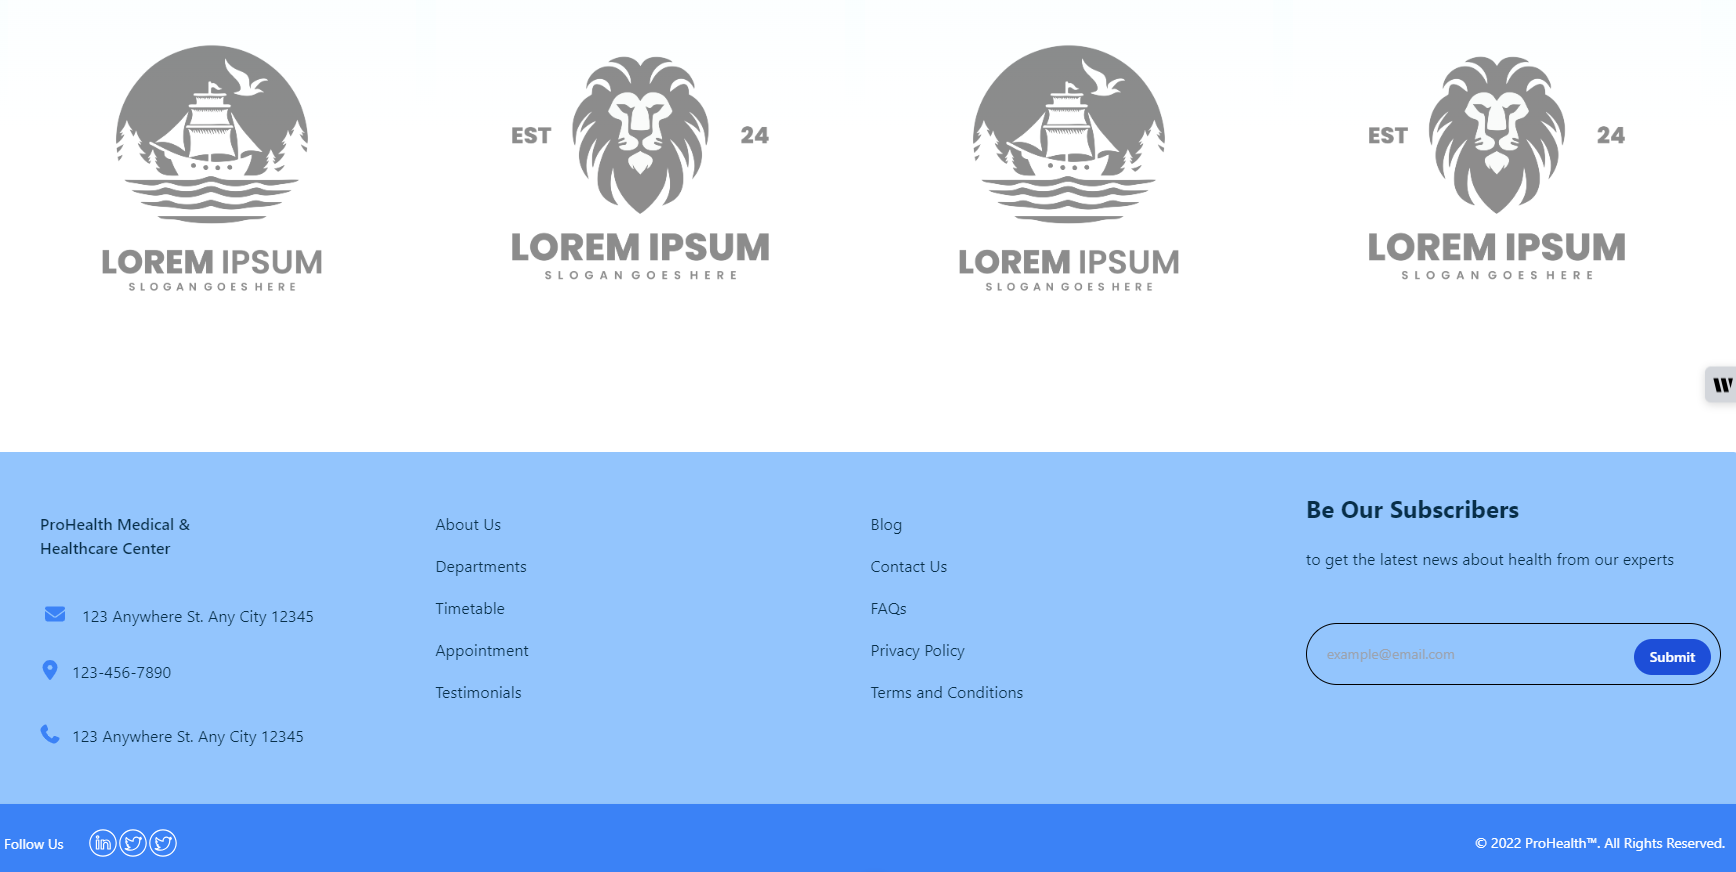 LOREM IPSUM
SLOGAN GOES HERE
EST 24
LOREM IPSUM
SLOGAN GOES HERE
LOREM IPSUM
SLOGAN GOES HERE
EST 24
LOREM IPSUM
SLOGAN GOES HERE
W
ProHealth Medical &
Healthcare Center
123 Anywhere St. Any City 12345
123-456-7890
123 Anywhere St. Any City 12345
About Us
Departments
Timetable
Appointment
Testimonials
Blog
Contact Us
FAQs
Privacy Policy
Terms and Conditions
Be Our Subscribers
to get the latest news about health from our experts
example@email.com
Submit
Follow Us
in
© 2022 ProHealth™. All Rights Reserved.